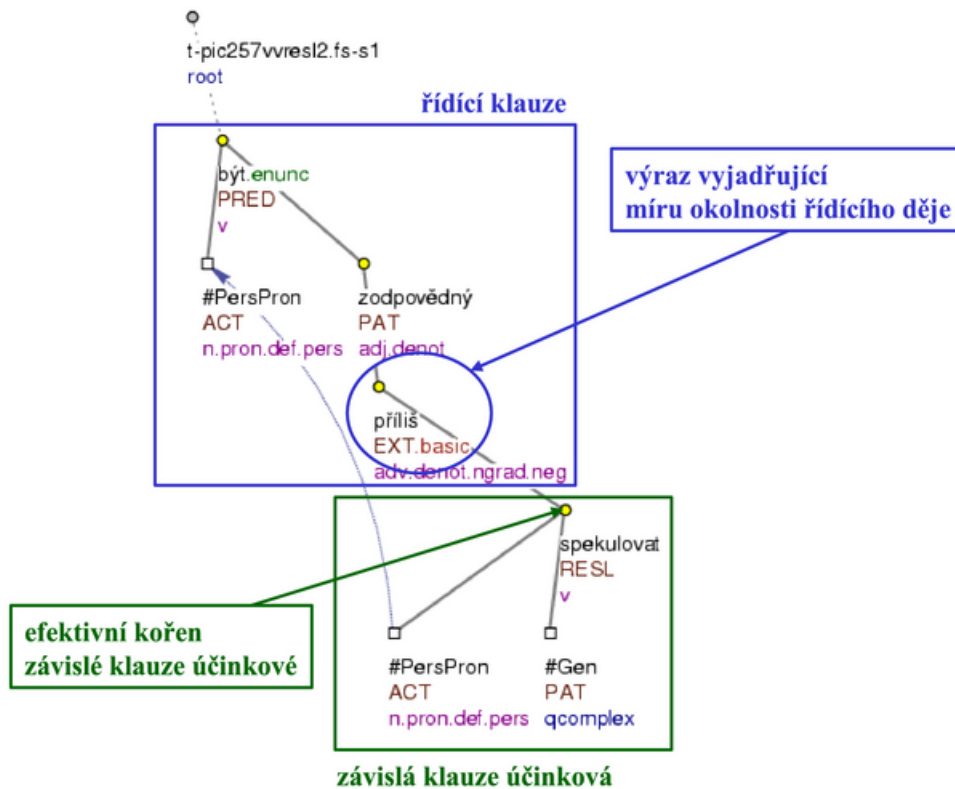 t-pic257vvresl2.fs-s1
root
řídící klauze
být.enunc
PRED
v
výraz vyjadřující
míru okolnosti řídícího děje
#PersPron
ACT
n.pron.def.pers
zodpovědný
PAT
adj.denot
příliš
EXT.basic
adv.denot.ngrad.neg
spekulovat
RESL
v
efektivní kořen
závislé klauze účinkové
#PersPron
ACT
n.pron.def.pers
#Gen
PAT
qcomplex
závislá klauze účinková